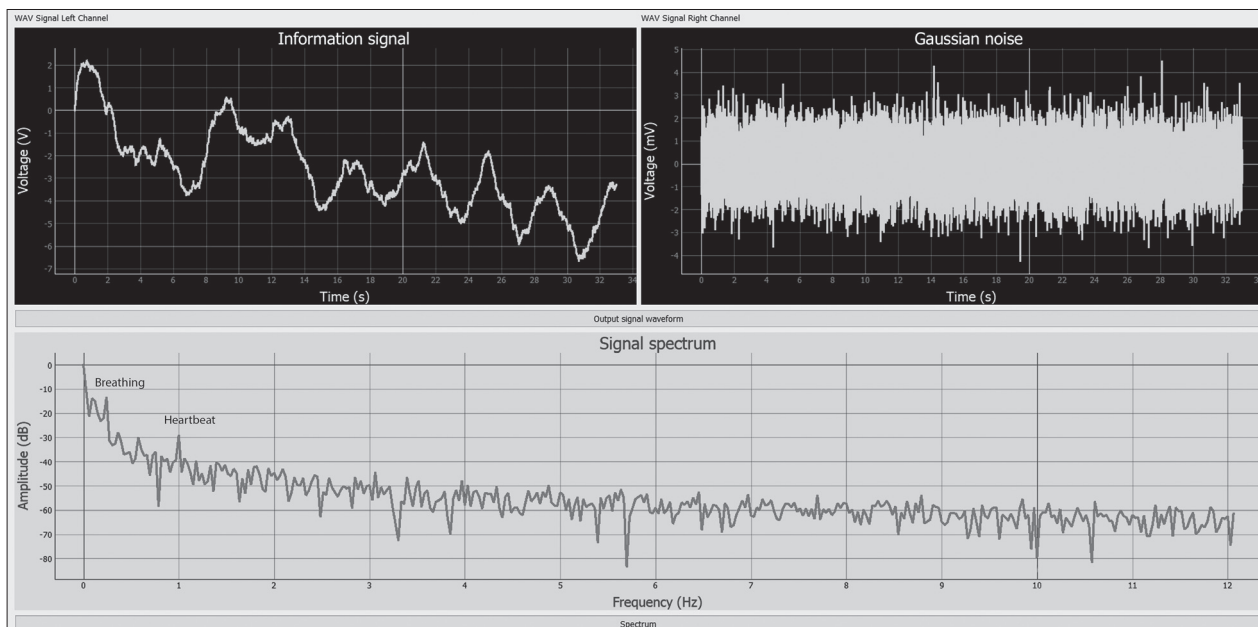 WAV Signal Left Channel
WAV Signal Right Channel
Information signal
Gaussian noise
Voltage (V)
2
1
0
-1
-2
-3
-4
-5
-6
-7
0 2 4 6 8 10 12 14 16 18 20 22 24 26 28 30 32 34
Time (s)
Voltage (mV)
5
4
3
2
1
0
-1
-2
-3
-4
0 2 4 6 8 10 12 14 16 18 20 22 24 26 28 30 32
Time (s)
Output signal waveform
Signal spectrum
Amplitude (dB)
0
-10
-20
-30
-40
-50
-60
-70
-80
Breathing
Heartbeat
0 1 2 3 4 5 6 7 8 9 10 11 12
Frequency (Hz)
Spectrum